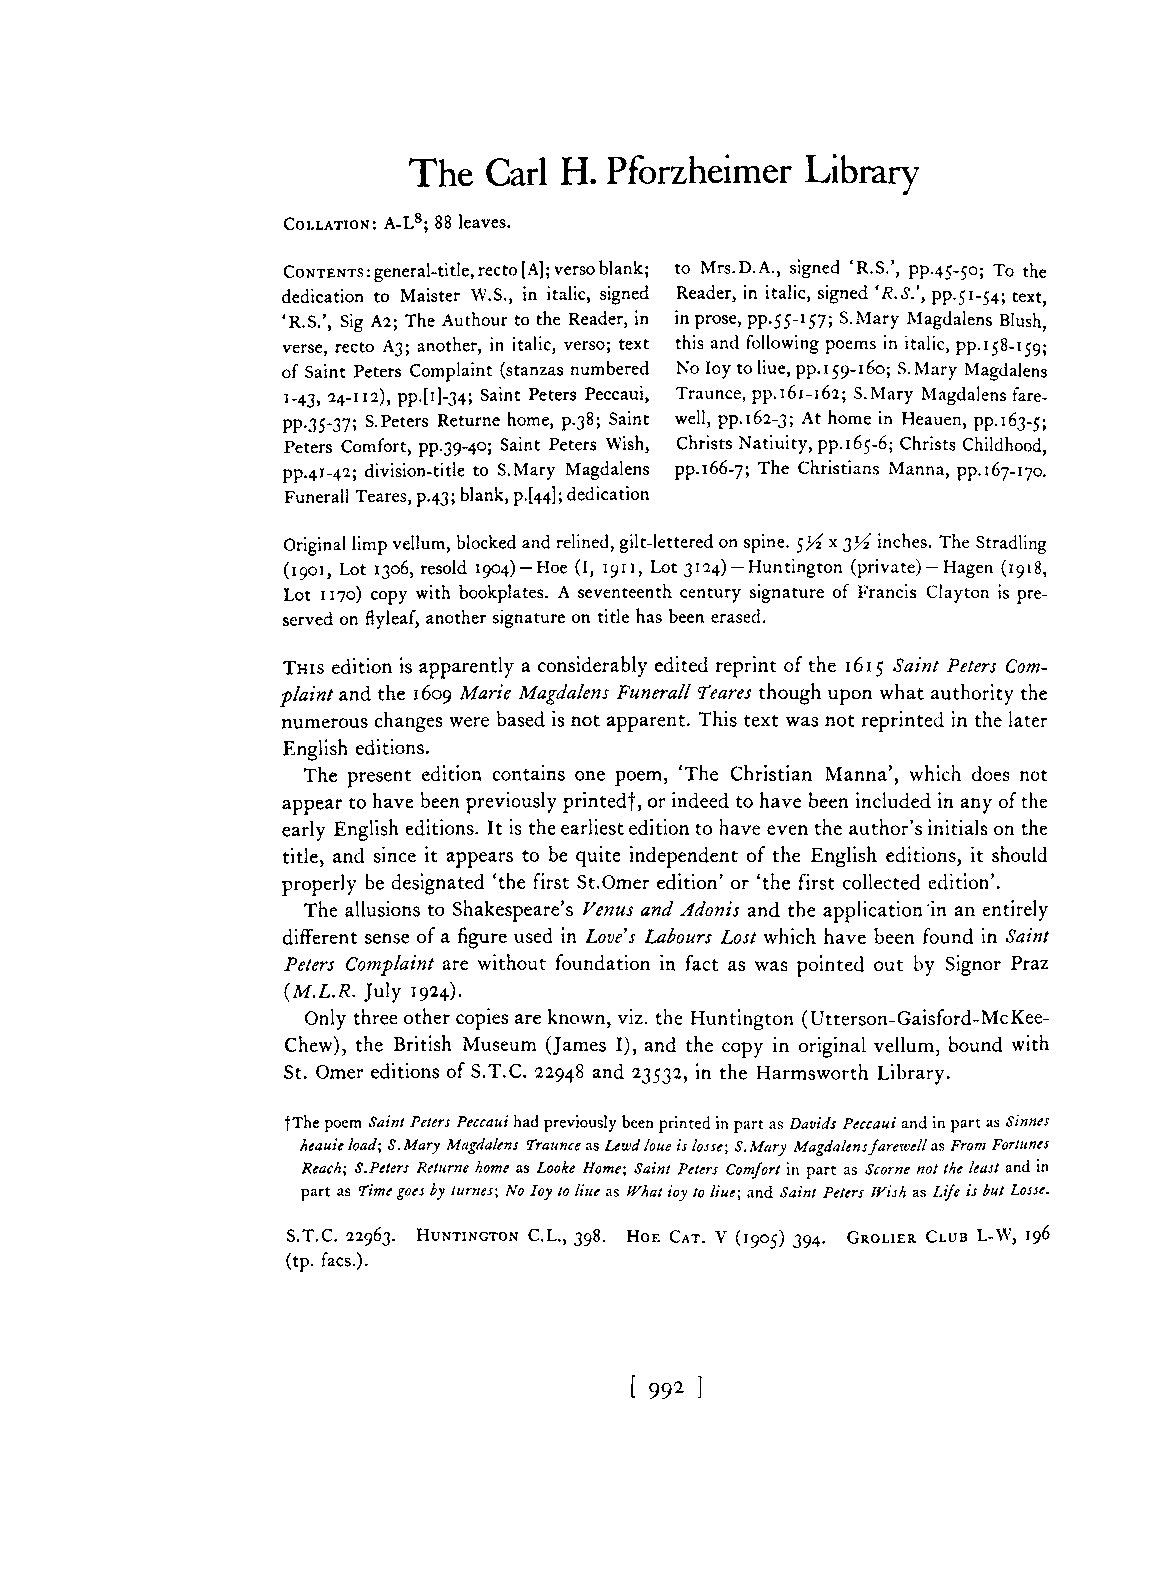 The Carl H. Pforzheimer Library
COLLATION: A-L⁸; 88 leaves.
CONTENTS: general-title, recto [A]; verso blank;
dedication to Maister W.S., in italic, signed
‘R.S.’, Sig A2; The Authour to the Reader, in
verse, recto A3; another, in italic, verso; text
of Saint Peters Complaint (stanzas numbered
1-43, 24-112), pp.[1]-34; Saint Peters Peccaui,
pp.35-37; S.Peters Returne home, p.38; Saint
Peters Comfort, pp.39-40; Saint Peters Wish,
pp.41-42; division-title to S.Mary Magdalens
Funerall Teares, p.43; blank, p.[44]; dedication
to Mrs.D.A., signed ‘R.S.’, pp.45-50; To the
Reader, in italic, signed ‘R.S.’, pp.51-54; text,
in prose, pp.55-157; S.Mary Magdalens Blush,
this and following poems in italic, pp.158-159;
No Ioy to liue, pp.159-160; S.Mary Magdalens
Traunce, pp.161-162; S.Mary Magdalens fare-
well, pp.162-3; At home in Heauen, pp.163-5;
Christs Natiuity, pp.165-6; Christs Childhood,
pp.166-7; The Christians Manna, pp.167-170.
Original limp vellum, blocked and relined, gilt-lettered on spine. 5½ x 3½ inches. The Stradling
(1901, Lot 1306, resold 1904)—Hoe (I, 1911, Lot 3124)—Huntington (private)—Hagen (1918,
Lot 1170) copy with bookplates. A seventeenth century signature of Francis Clayton is pre-
served on flyleaf, another signature on title has been erased.
THIS edition is apparently a considerably edited reprint of the 1615 Saint Peters Com-
plaint and the 1609 Marie Magdalens Funerall Teares though upon what authority the
numerous changes were based is not apparent. This text was not reprinted in the later
English editions.
The present edition contains one poem, ‘The Christian Manna’, which does not
appear to have been previously printed†, or indeed to have been included in any of the
early English editions. It is the earliest edition to have even the author's initials on the
title, and since it appears to be quite independent of the English editions, it should
properly be designated ‘the first St.Omer edition’ or ‘the first collected edition’.
The allusions to Shakespeare's Venus and Adonis and the application in an entirely
different sense of a figure used in Love's Labours Lost which have been found in Saint
Peters Complaint are without foundation in fact as was pointed out by Signor Praz
(M.L.R. July 1924).
Only three other copies are known, viz. the Huntington (Utterson-Gaisford-McKee-
Chew), the British Museum (James I), and the copy in original vellum, bound with
St. Omer editions of S.T.C. 22948 and 23532, in the Harmsworth Library.
†The poem Saint Peters Peccaui had previously been printed in part as Davids Peccaui and in part as Sinnes
heauie load; S.Mary Magdalens Traunce as Lewd loue is losse; S.Mary Magdalens farewell as From Fortunes
Reach; S.Peters Returne home as Looke Home; Saint Peters Comfort in part as Scorne not the least and in
part as Time goes by turnes; No Ioy to liue as What ioy to liue; and Saint Peters Wish as Life is but Losse.
S.T.C. 22963. HUNTINGTON C.L., 398. HOE CAT. V (1905) 394. GROLIER CLUB L-W, 196
(tp. facs.).
[ 992 ]